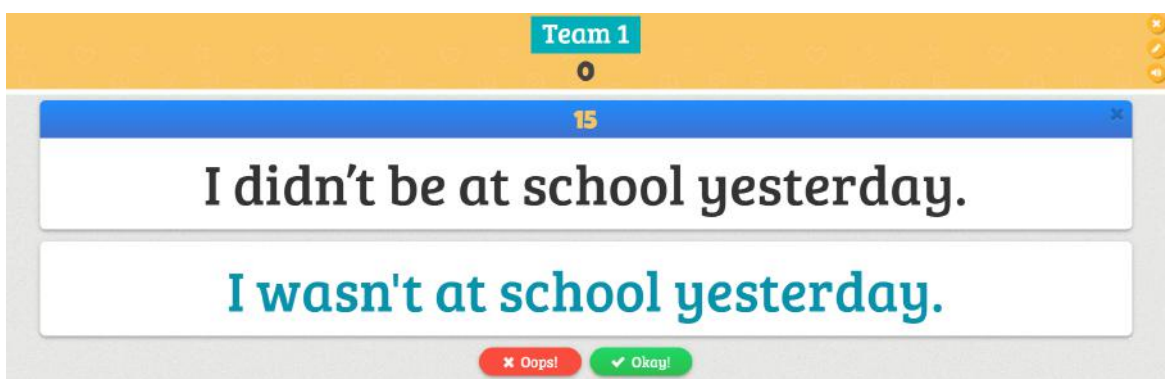 Team 1
0
15
I didn't be at school yesterday.
I wasn't at school yesterday.
Oops! Okay!